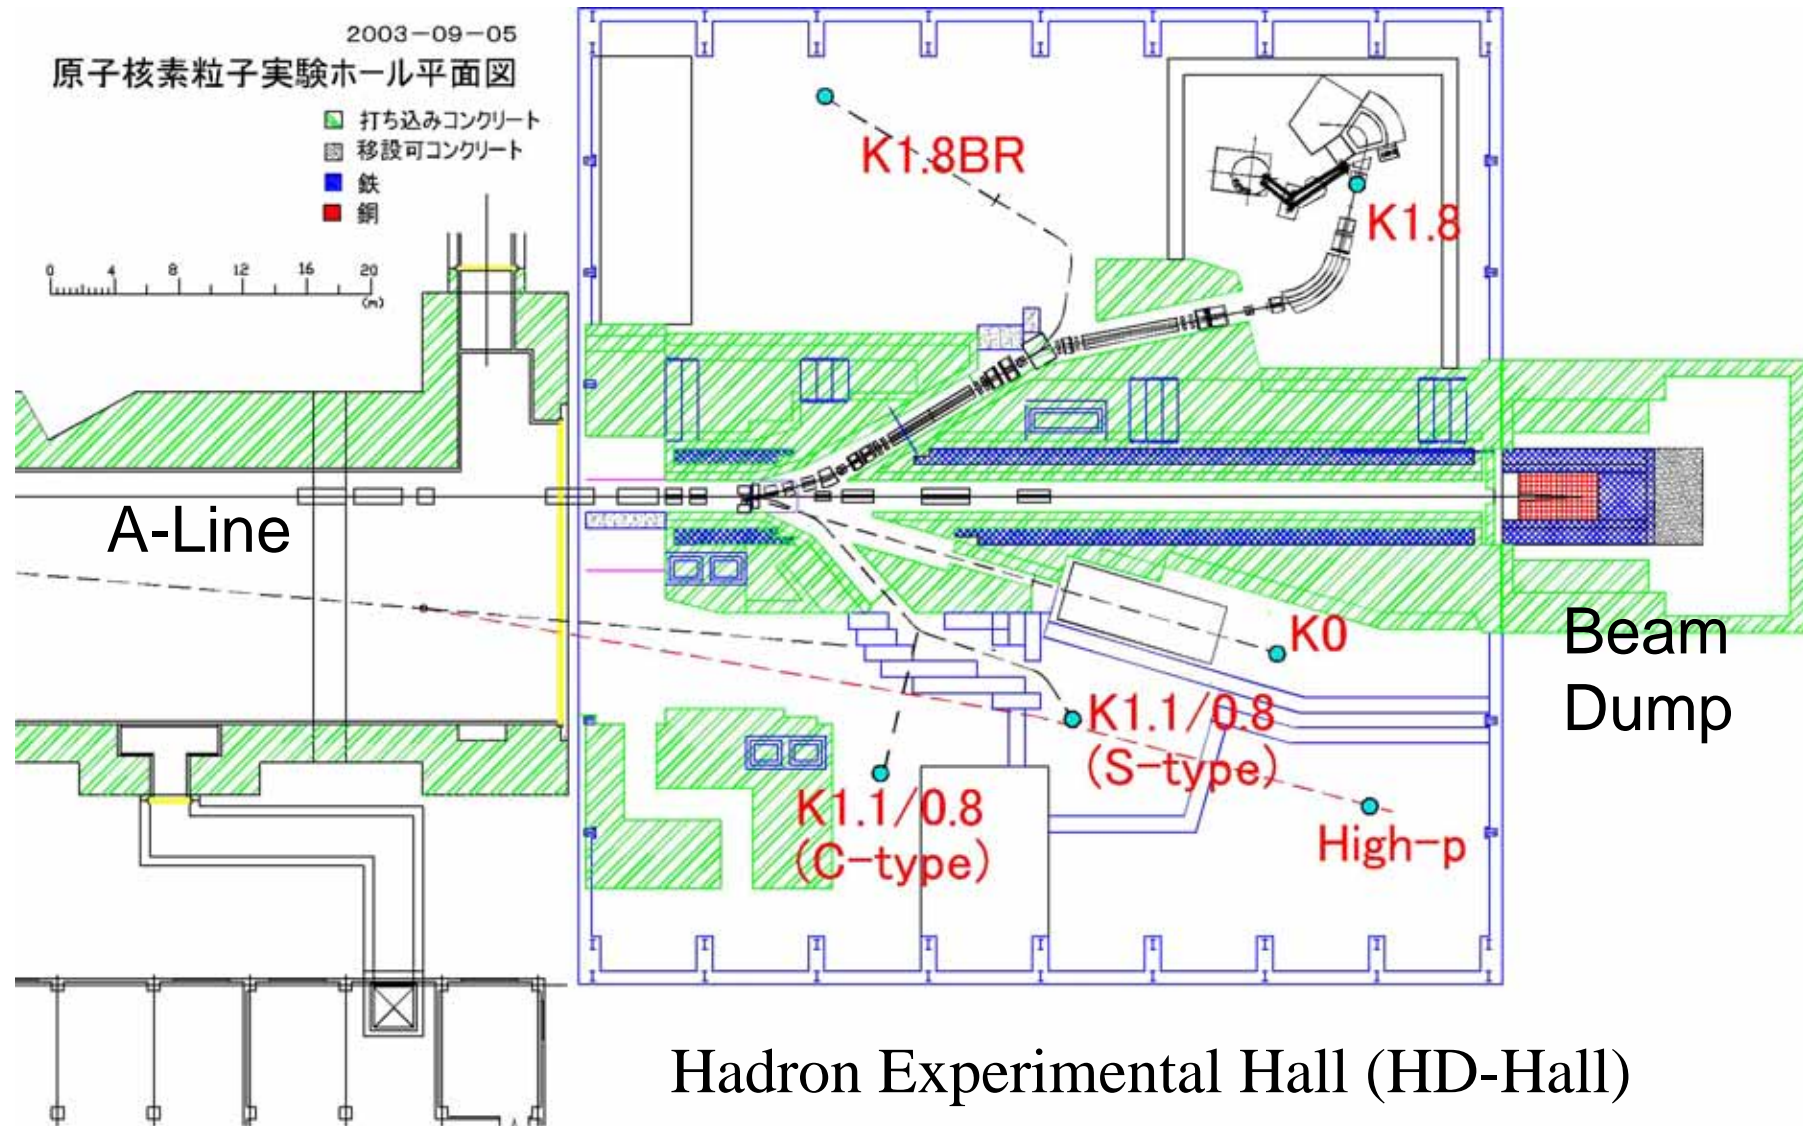 2003-09-05
原子核素粒子実験ホール平面図
打ち込みコンクリート
移設可コンクリート
鉄
銅
0 4 8 12 16 20
(m)
K1.8BR
K1.8
A-Line
K0
Beam
Dump
K1.1/0.8
(S-type)
K1.1/0.8
(C-type)
High-p
Hadron Experimental Hall (HD-Hall)